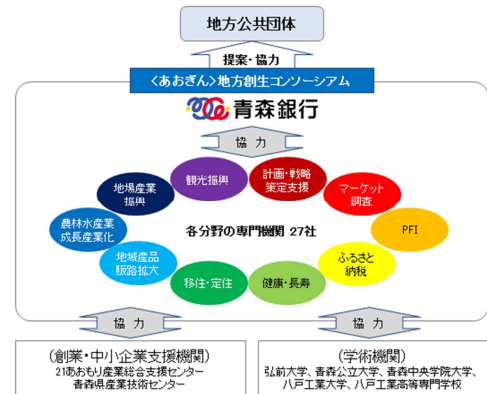 地方公共団体
提案・協力
＜あおぎん＞地方創生コンソーシアム
青森銀行
協 力
観光振興
計画・戦略
策定支援
地場産業
振興
マーケット
調査
農林水産業
成長産業化
各分野の専門機関 27社
PFI
地域産品
販路拡大
ふるさと
納税
移住・定住
健康・長寿
協 力
協 力
(創業・中小企業支援機関)
21あおもり産業総合支援センター
青森県産業技術センター
(学術機関)
弘前大学、青森公立大学、青森中央学院大学、
八戸工業大学、八戸工業高等専門学校